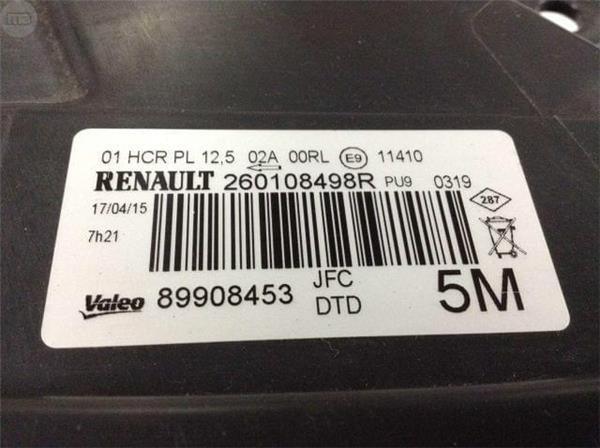 01 HCR PL 12,5 02A 00RL E9 11410
RENAULT 260108498R PU9 0319
17/04/15
287
7h21
Valeo 89908453 JFC
DTD
5M